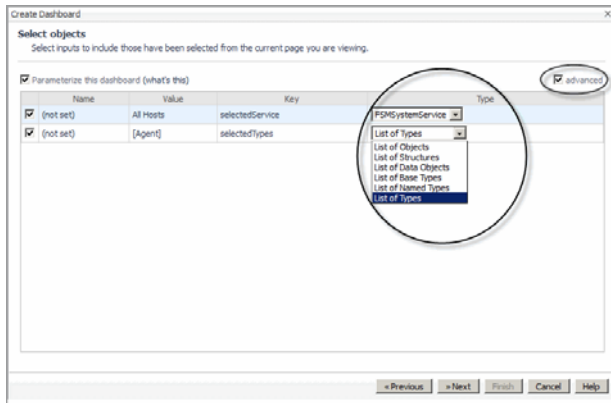 Create Dashboard
Select objects
Select inputs to include those have been selected from the current page you are viewing.
Parameterize this dashboard (what's this) advanced
Name Value Key Type
(not set) All Hosts selectedService FSMSystemService
(not set) [Agent] selectedTypes List of Types
List of Objects
List of Structures
List of Data Objects
List of Base Types
List of Named Types
List of Types
« Previous » Next Finish Cancel Help